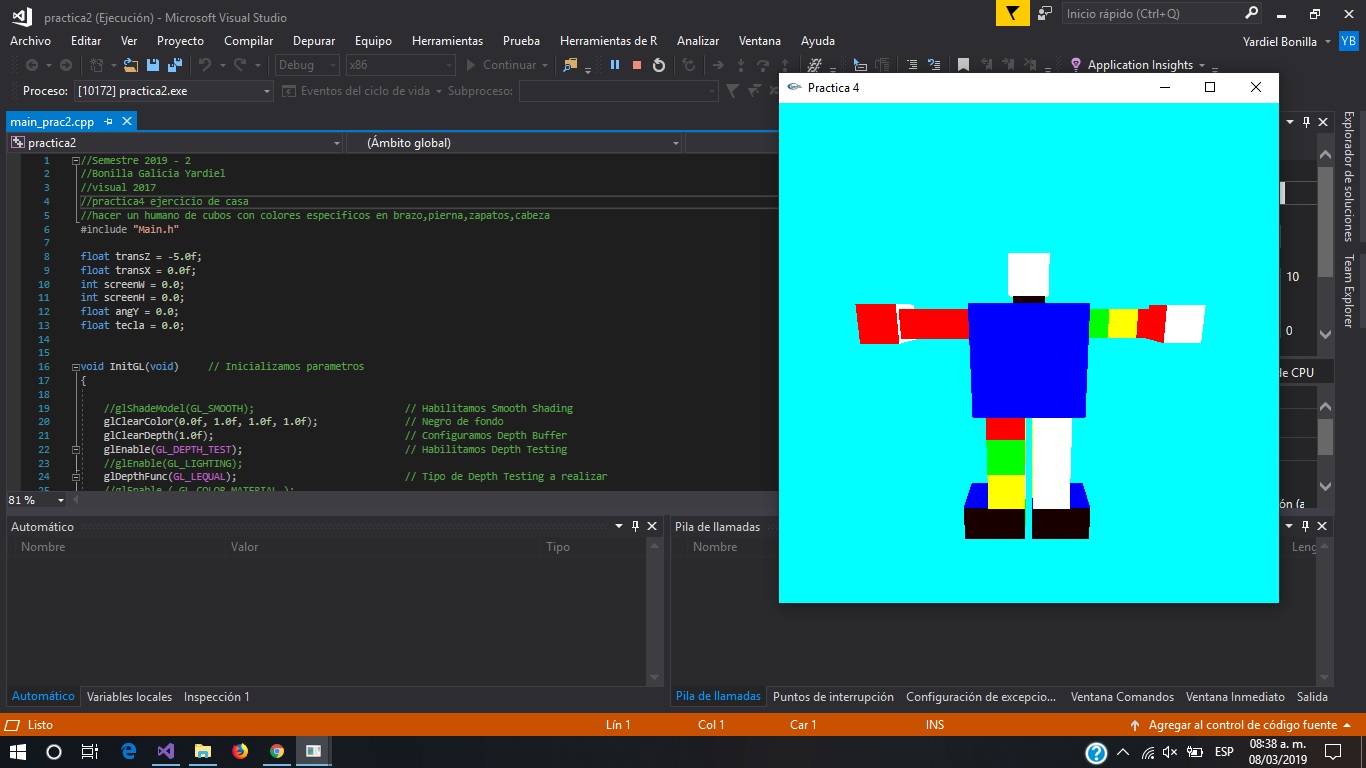 practica2 (Ejecución) - Microsoft Visual Studio
Inicio rápido (Ctrl+Q)
Archivo Editar Ver Proyecto Compilar Depurar Equipo Herramientas Prueba Herramientas de R Analizar Ventana Ayuda
Yardiel Bonilla YB
Debug x86 Continuar Application Insights
Proceso: [10172] practica2.exe Eventos del ciclo de vida Subproceso:
Practica 4
main_prac2.cpp
practica2 (Ámbito global)
1 //Semestre 2019 - 2
2 //Bonilla Galicia Yardiel
3 //visual 2017
4 //practica4 ejercicio de casa
5 //hacer un humano de cubos con colores especificos en brazo,pierna,zapatos,cabeza
6 #include "Main.h"
7
8 float transZ = -5.0f;
9 float transX = 0.0f;
10 int screenW = 0.0;
11 int screenH = 0.0;
12 float angY = 0.0;
13 float tecla = 0.0;
14
15
16 void InitGL(void) // Inicializamos parametros
17 {
18
19 //glShadeModel(GL_SMOOTH); // Habilitamos Smooth Shading
20 glClearColor(0.0f, 1.0f, 1.0f, 1.0f); // Negro de fondo
21 glClearDepth(1.0f); // Configuramos Depth Buffer
22 glEnable(GL_DEPTH_TEST); // Habilitamos Depth Testing
23 //glEnable(GL_LIGHTING);
24 glDepthFunc(GL_LEQUAL); // Tipo de Depth Testing a realizar
25 //glEnable ( GL_COLOR_MATERIAL );
81 %
Explorador de soluciones
Team Explorer
10
0
de CPU
ón (a
Automático
Nombre Valor Tipo
Pila de llamadas
Nombre Leng
Automático Variables locales Inspección 1
Pila de llamadas Puntos de interrupción Configuración de excepcio... Ventana Comandos Ventana Inmediato Salida
Listo Lín 1 Col 1 Car 1 INS Agregar al control de código fuente
ESP
08:38 a. m.
08/03/2019